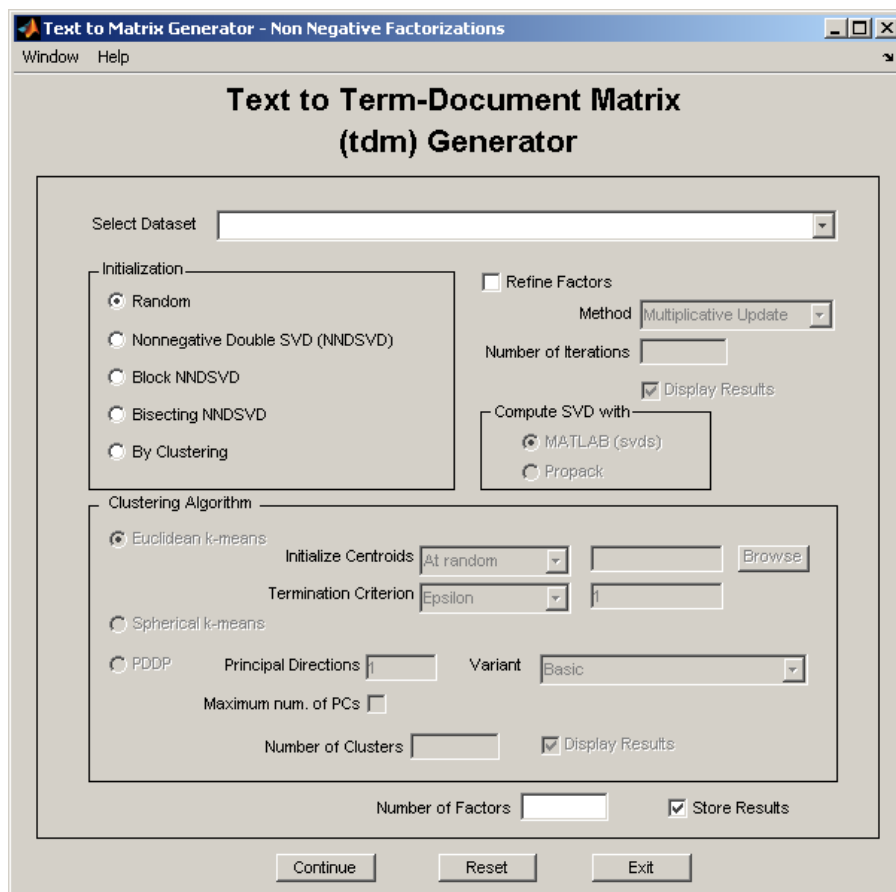 Text to Matrix Generator - Non Negative Factorizations
Window Help
Text to Term-Document Matrix
(tdm) Generator
Select Dataset
Initialization
Random
Nonnegative Double SVD (NNDSVD)
Block NNDSVD
Bisecting NNDSVD
By Clustering
Refine Factors
Method Multiplicative Update
Number of Iterations
Display Results
Compute SVD with
MATLAB (svds)
Propack
Clustering Algorithm
Euclidean k-means
Initialize Centroids At random Browse
Termination Criterion Epsilon 1
Spherical k-means
PDDP Principal Directions 1 Variant Basic
Maximum num. of PCs
Number of Clusters Display Results
Number of Factors Store Results
Continue Reset Exit